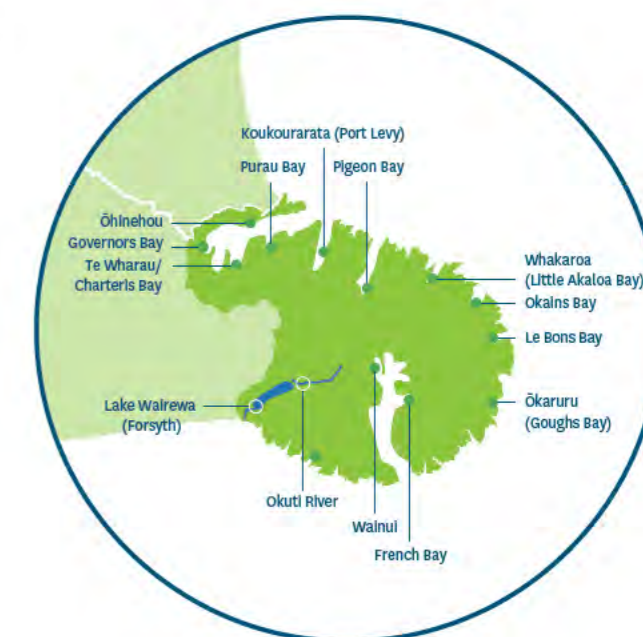 Koukourarata (Port Levy)
Purau Bay
Pigeon Bay
Ōhinehou
Governors Bay
Te Wharau/
Charteris Bay
Whakaroa
(Little Akaloa Bay)
Okains Bay
Le Bons Bay
Ōkaruru
(Goughs Bay)
Lake Wairewa
(Forsyth)
Okuti River
Wainui
French Bay